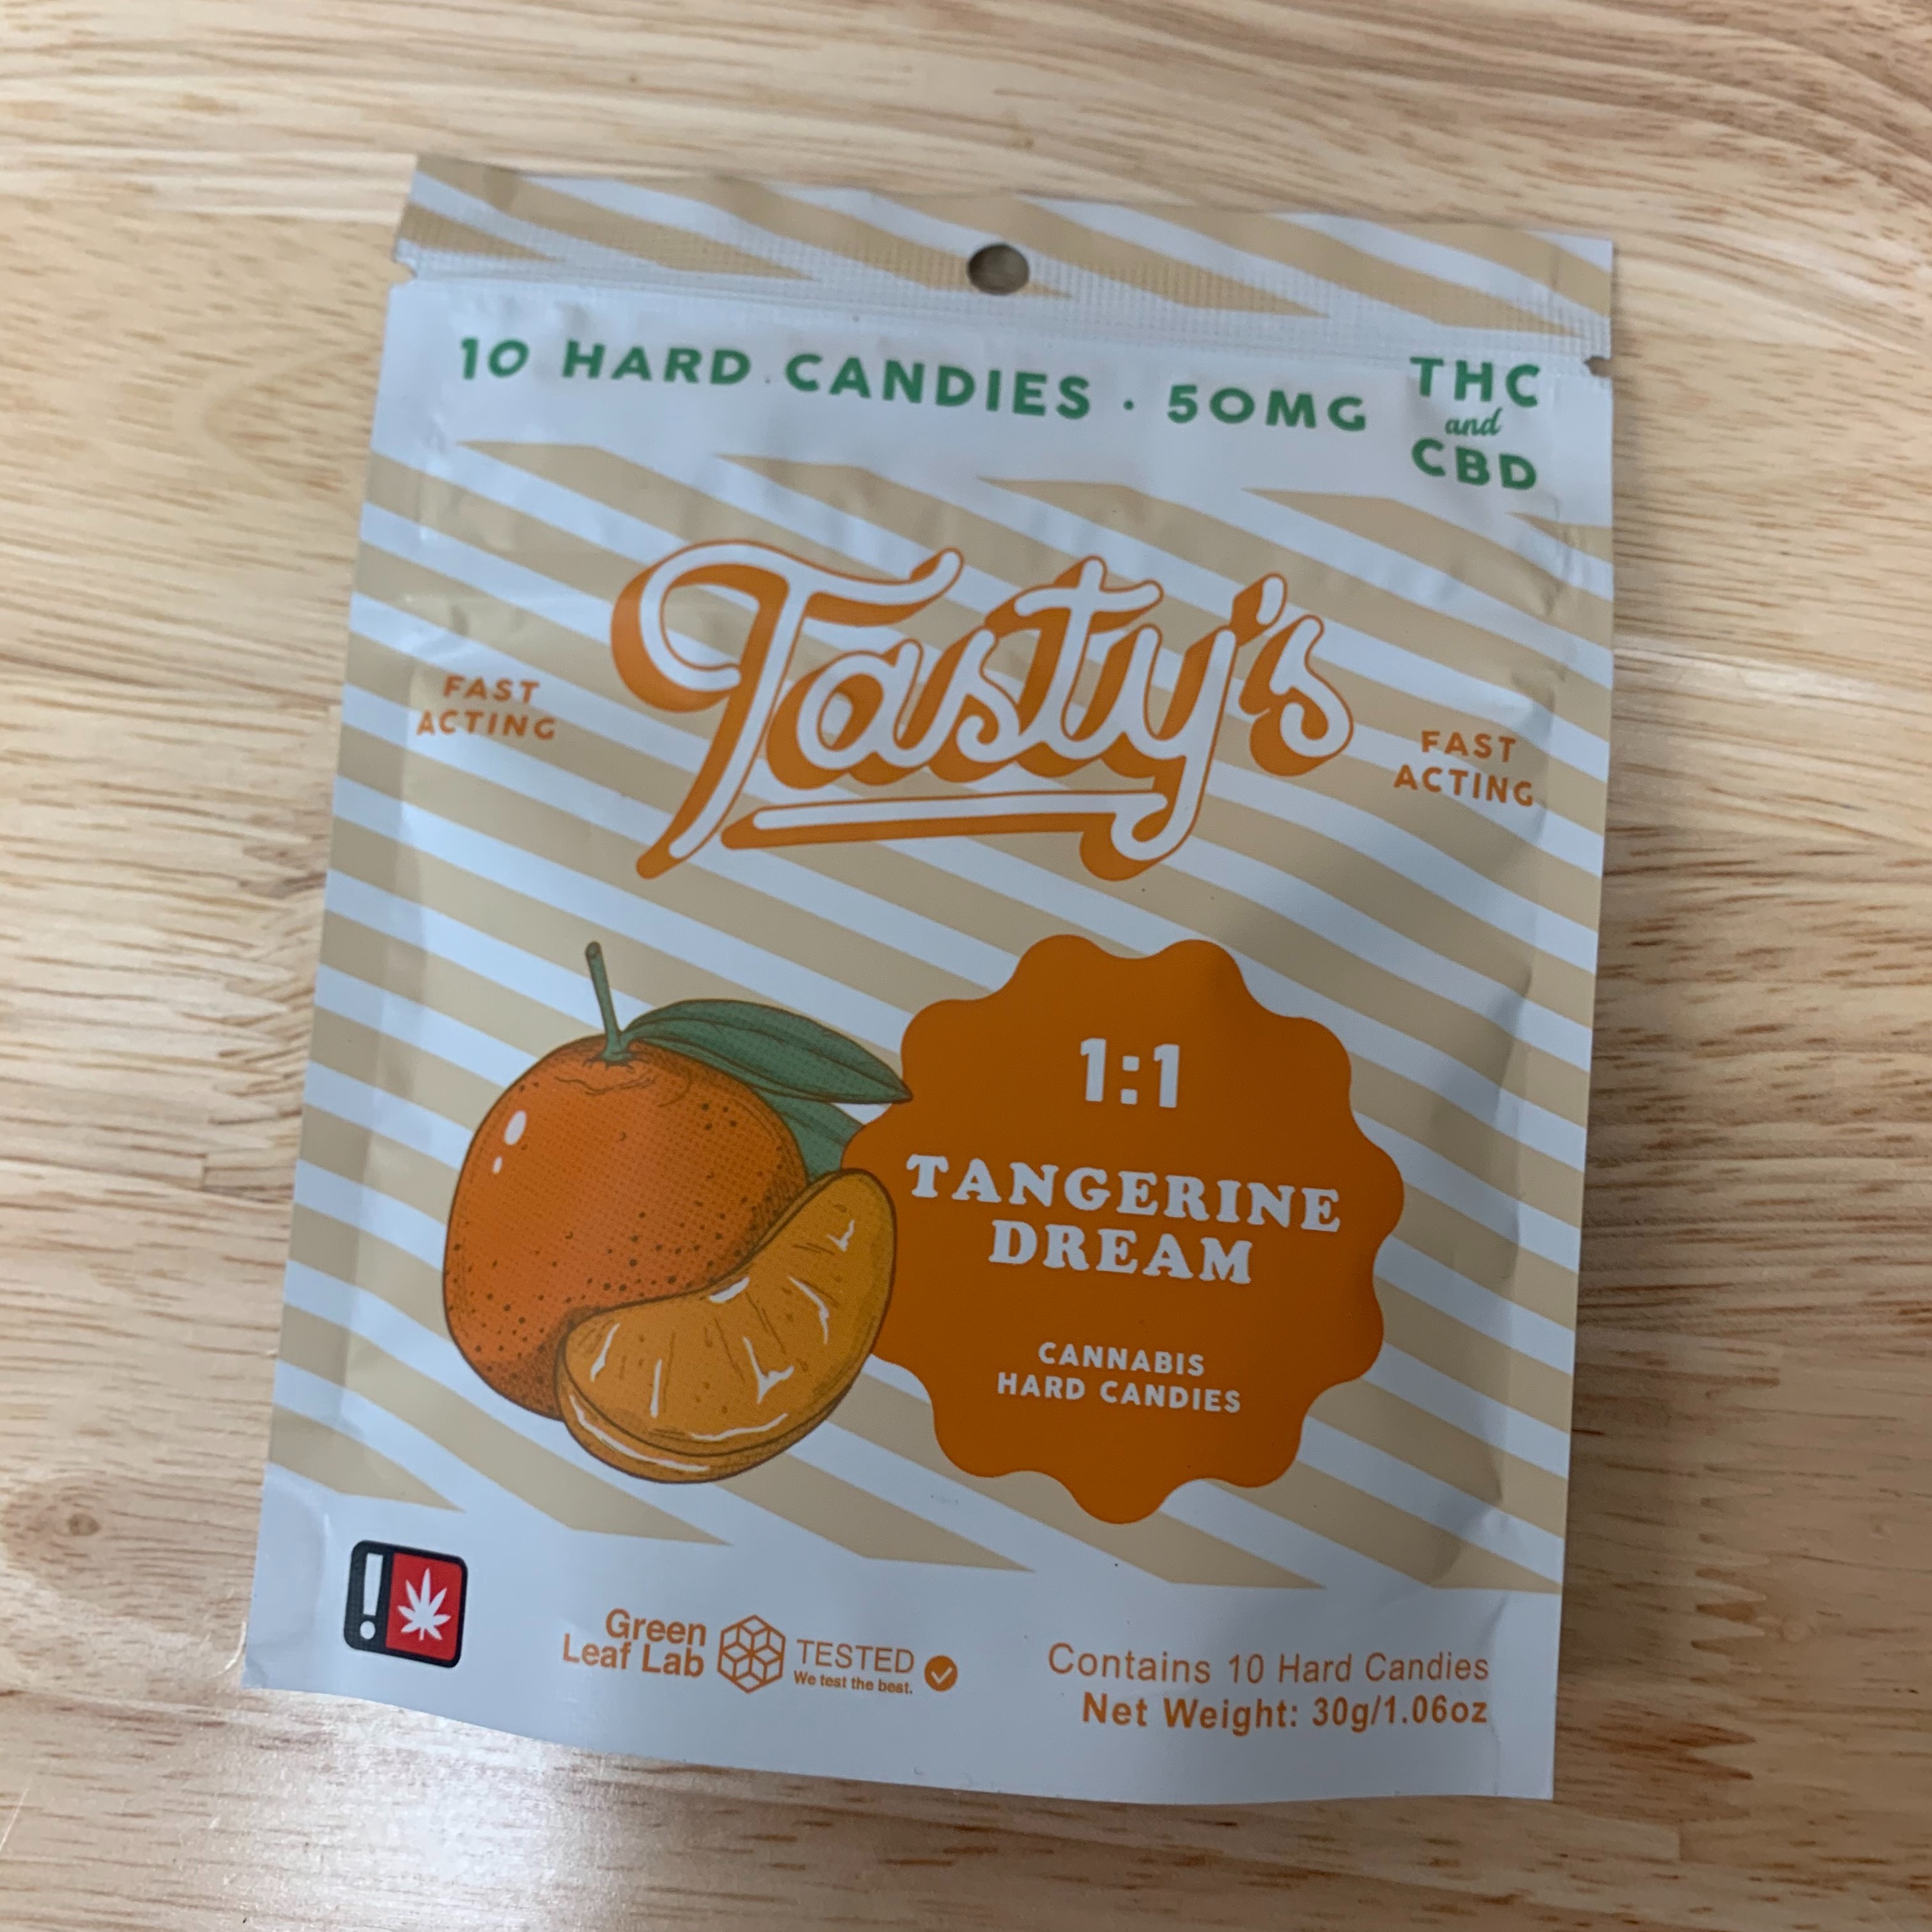 10 HARD CANDIES · 50MG THC and CBD
Tasty's
FAST
ACTING
FAST
ACTING
1:1
TANGERINE
DREAM
CANNABIS
HARD CANDIES
!
Green
Leaf Lab
TESTED
We test the best.
Contains 10 Hard Candies
Net Weight: 30g/1.06oz